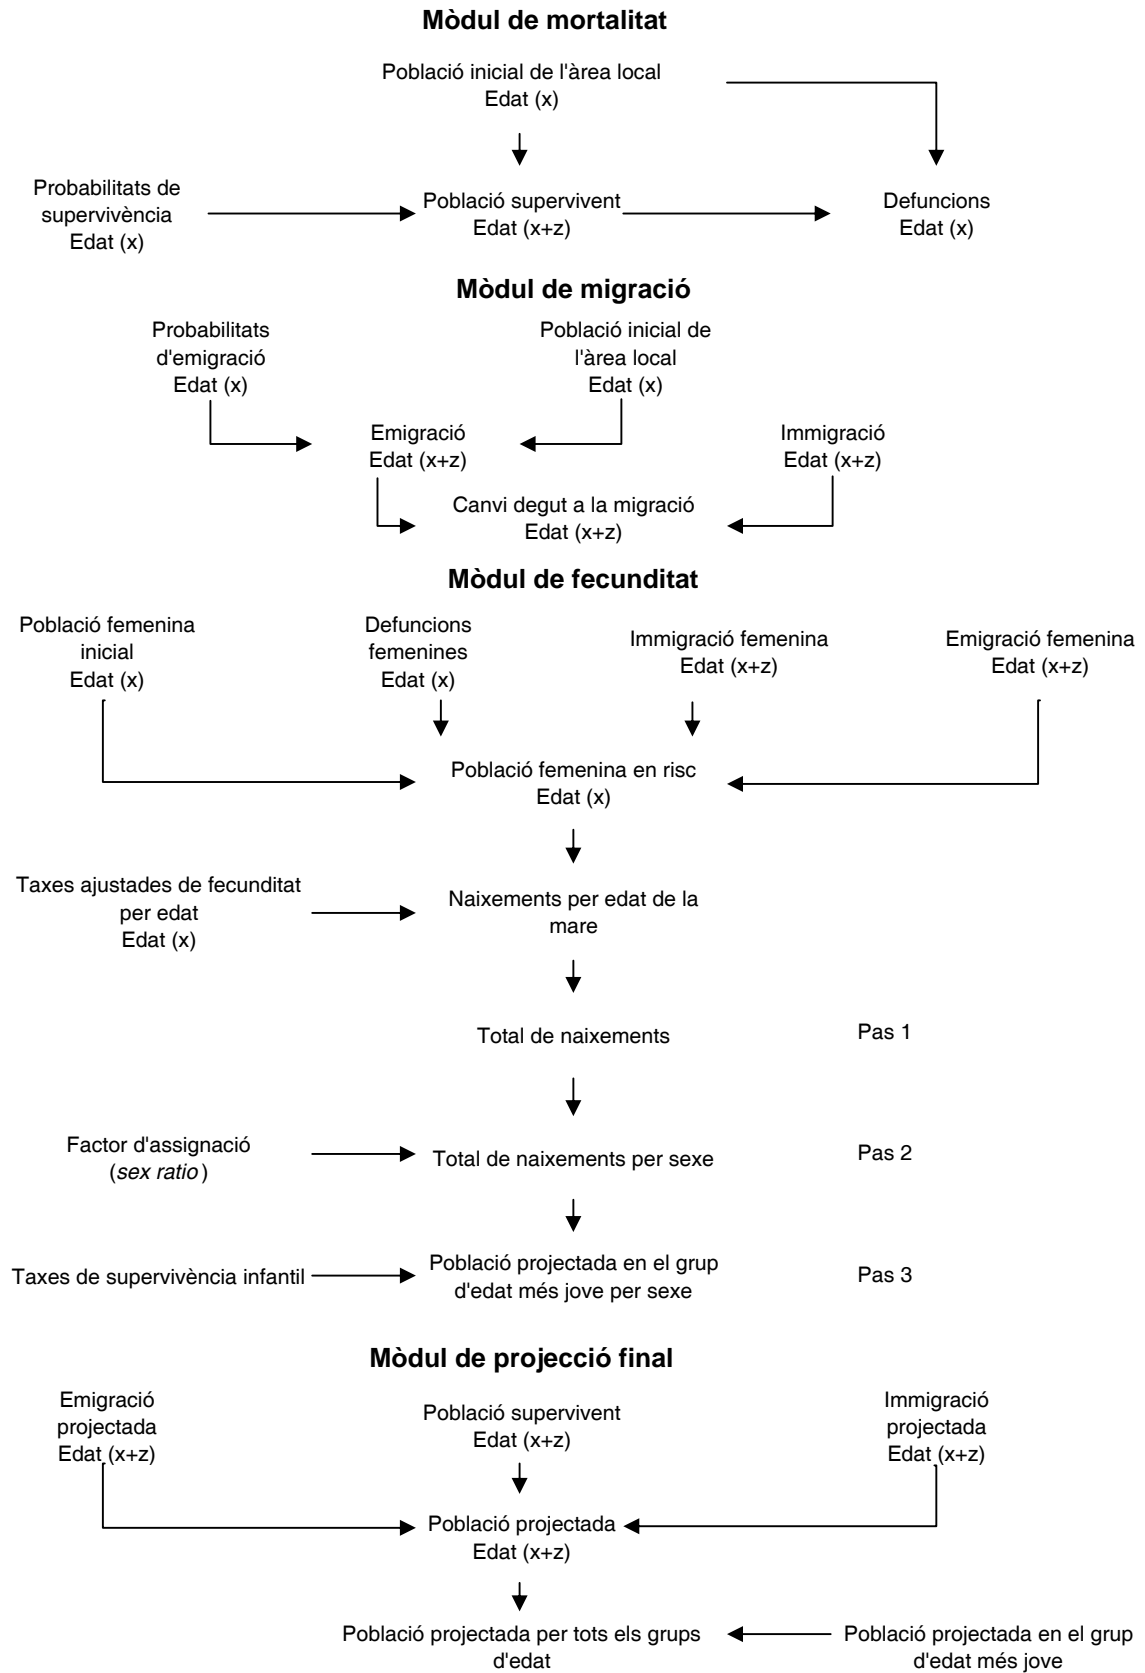 Mòdul de mortalitat
Població inicial de l'àrea local
Edat (x)
Probabilitats de
supervivència
Edat (x)
Població supervivent
Edat (x+z)
Defuncions
Edat (x)
Mòdul de migració
Probabilitats
d'emigració
Edat (x)
Població inicial de
l'àrea local
Edat (x)
Emigració
Edat (x+z)
Immigració
Edat (x+z)
Canvi degut a la migració
Edat (x+z)
Mòdul de fecunditat
Població femenina
inicial
Edat (x)
Defuncions
femenines
Edat (x)
Immigració femenina
Edat (x+z)
Emigració femenina
Edat (x+z)
Població femenina en risc
Edat (x)
Taxes ajustades de fecunditat
per edat
Edat (x)
Naixements per edat de la
mare
Total de naixements
Pas 1
Factor d'assignació
(sex ratio)
Total de naixements per sexe
Pas 2
Taxes de supervivència infantil
Població projectada en el grup
d'edat més jove per sexe
Pas 3
Mòdul de projecció final
Emigració
projectada
Edat (x+z)
Població supervivent
Edat (x+z)
Immigració
projectada
Edat (x+z)
Població projectada
Edat (x+z)
Població projectada per tots els grups
d'edat
Població projectada en el grup
d'edat més jove